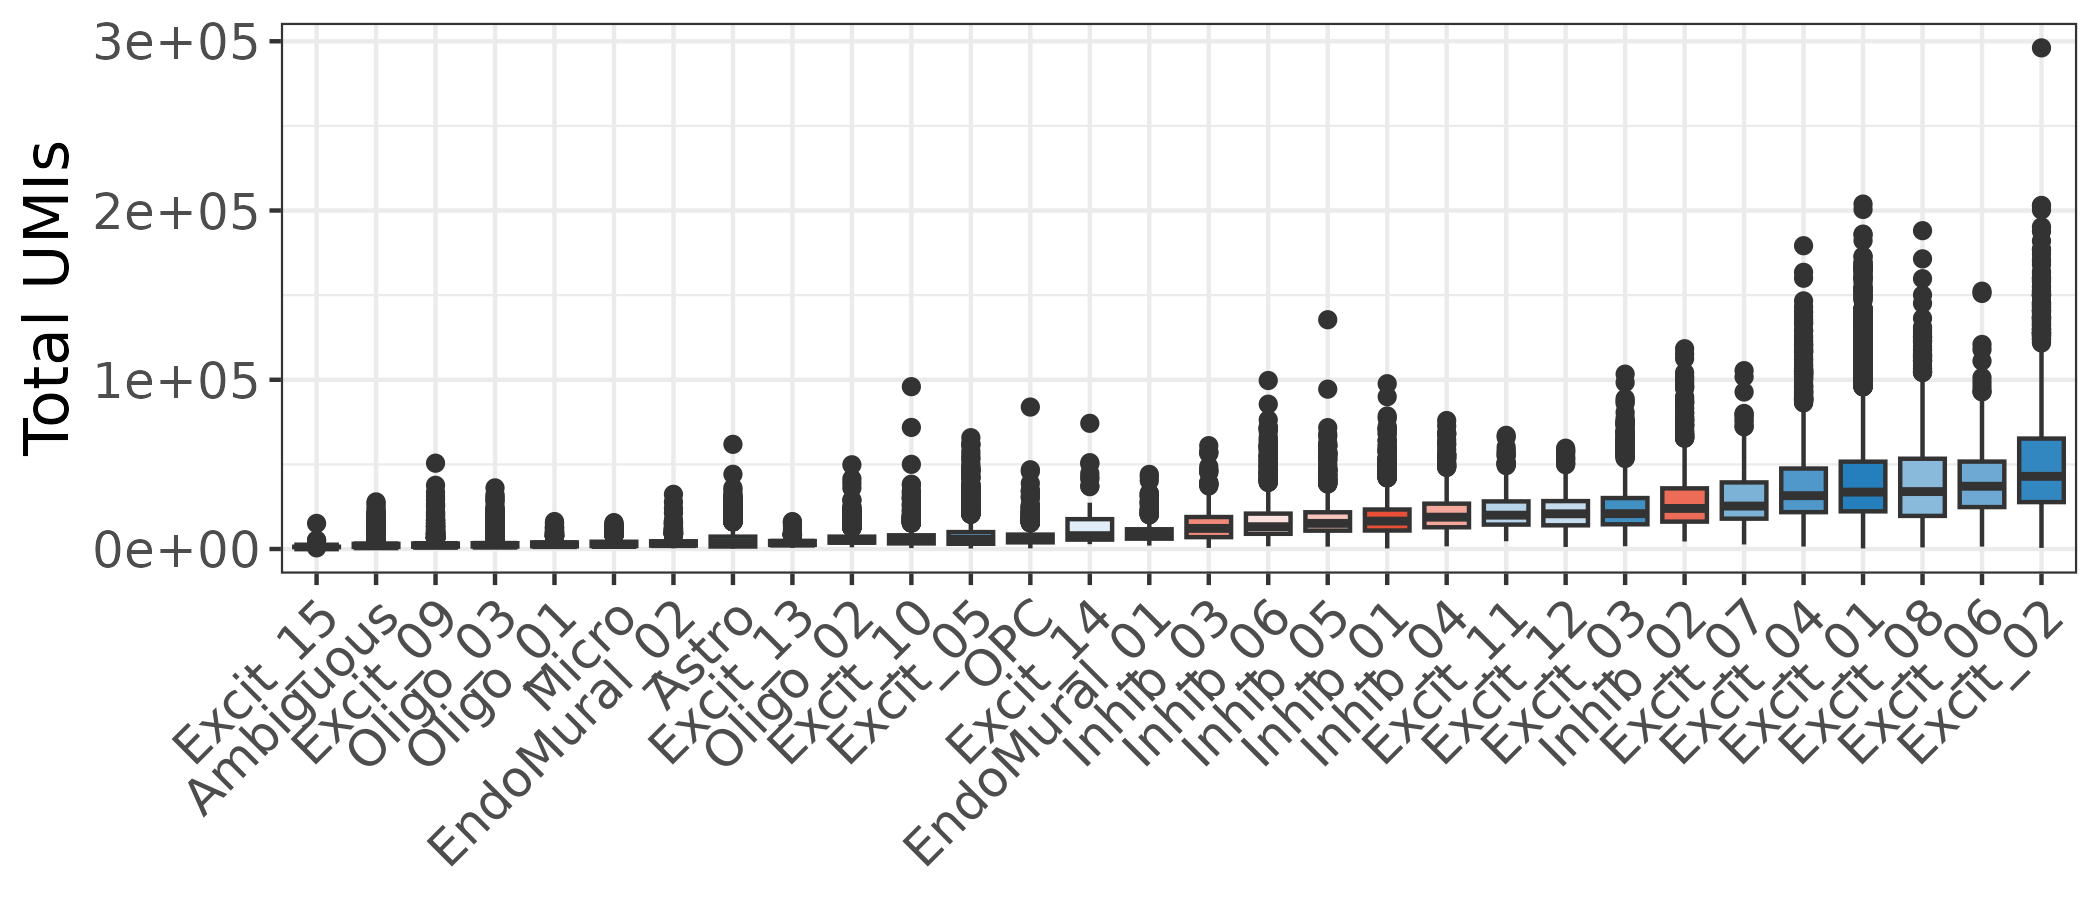 Total UMIs
3e+05
2e+05
1e+05
0e+00
Excit_15
Ambiguous
Excit_09
Oligo_03
Oligo_01
Micro
EndoMural_02
Astro
Excit_13
Oligo_02
Excit_10
Excit_05
OPC
Excit_14
EndoMural_01
Inhib_03
Inhib_06
Inhib_05
Inhib_01
Inhib_04
Excit_11
Excit_12
Excit_03
Inhib_02
Excit_07
Excit_04
Excit_01
Excit_08
Excit_06
Excit_02